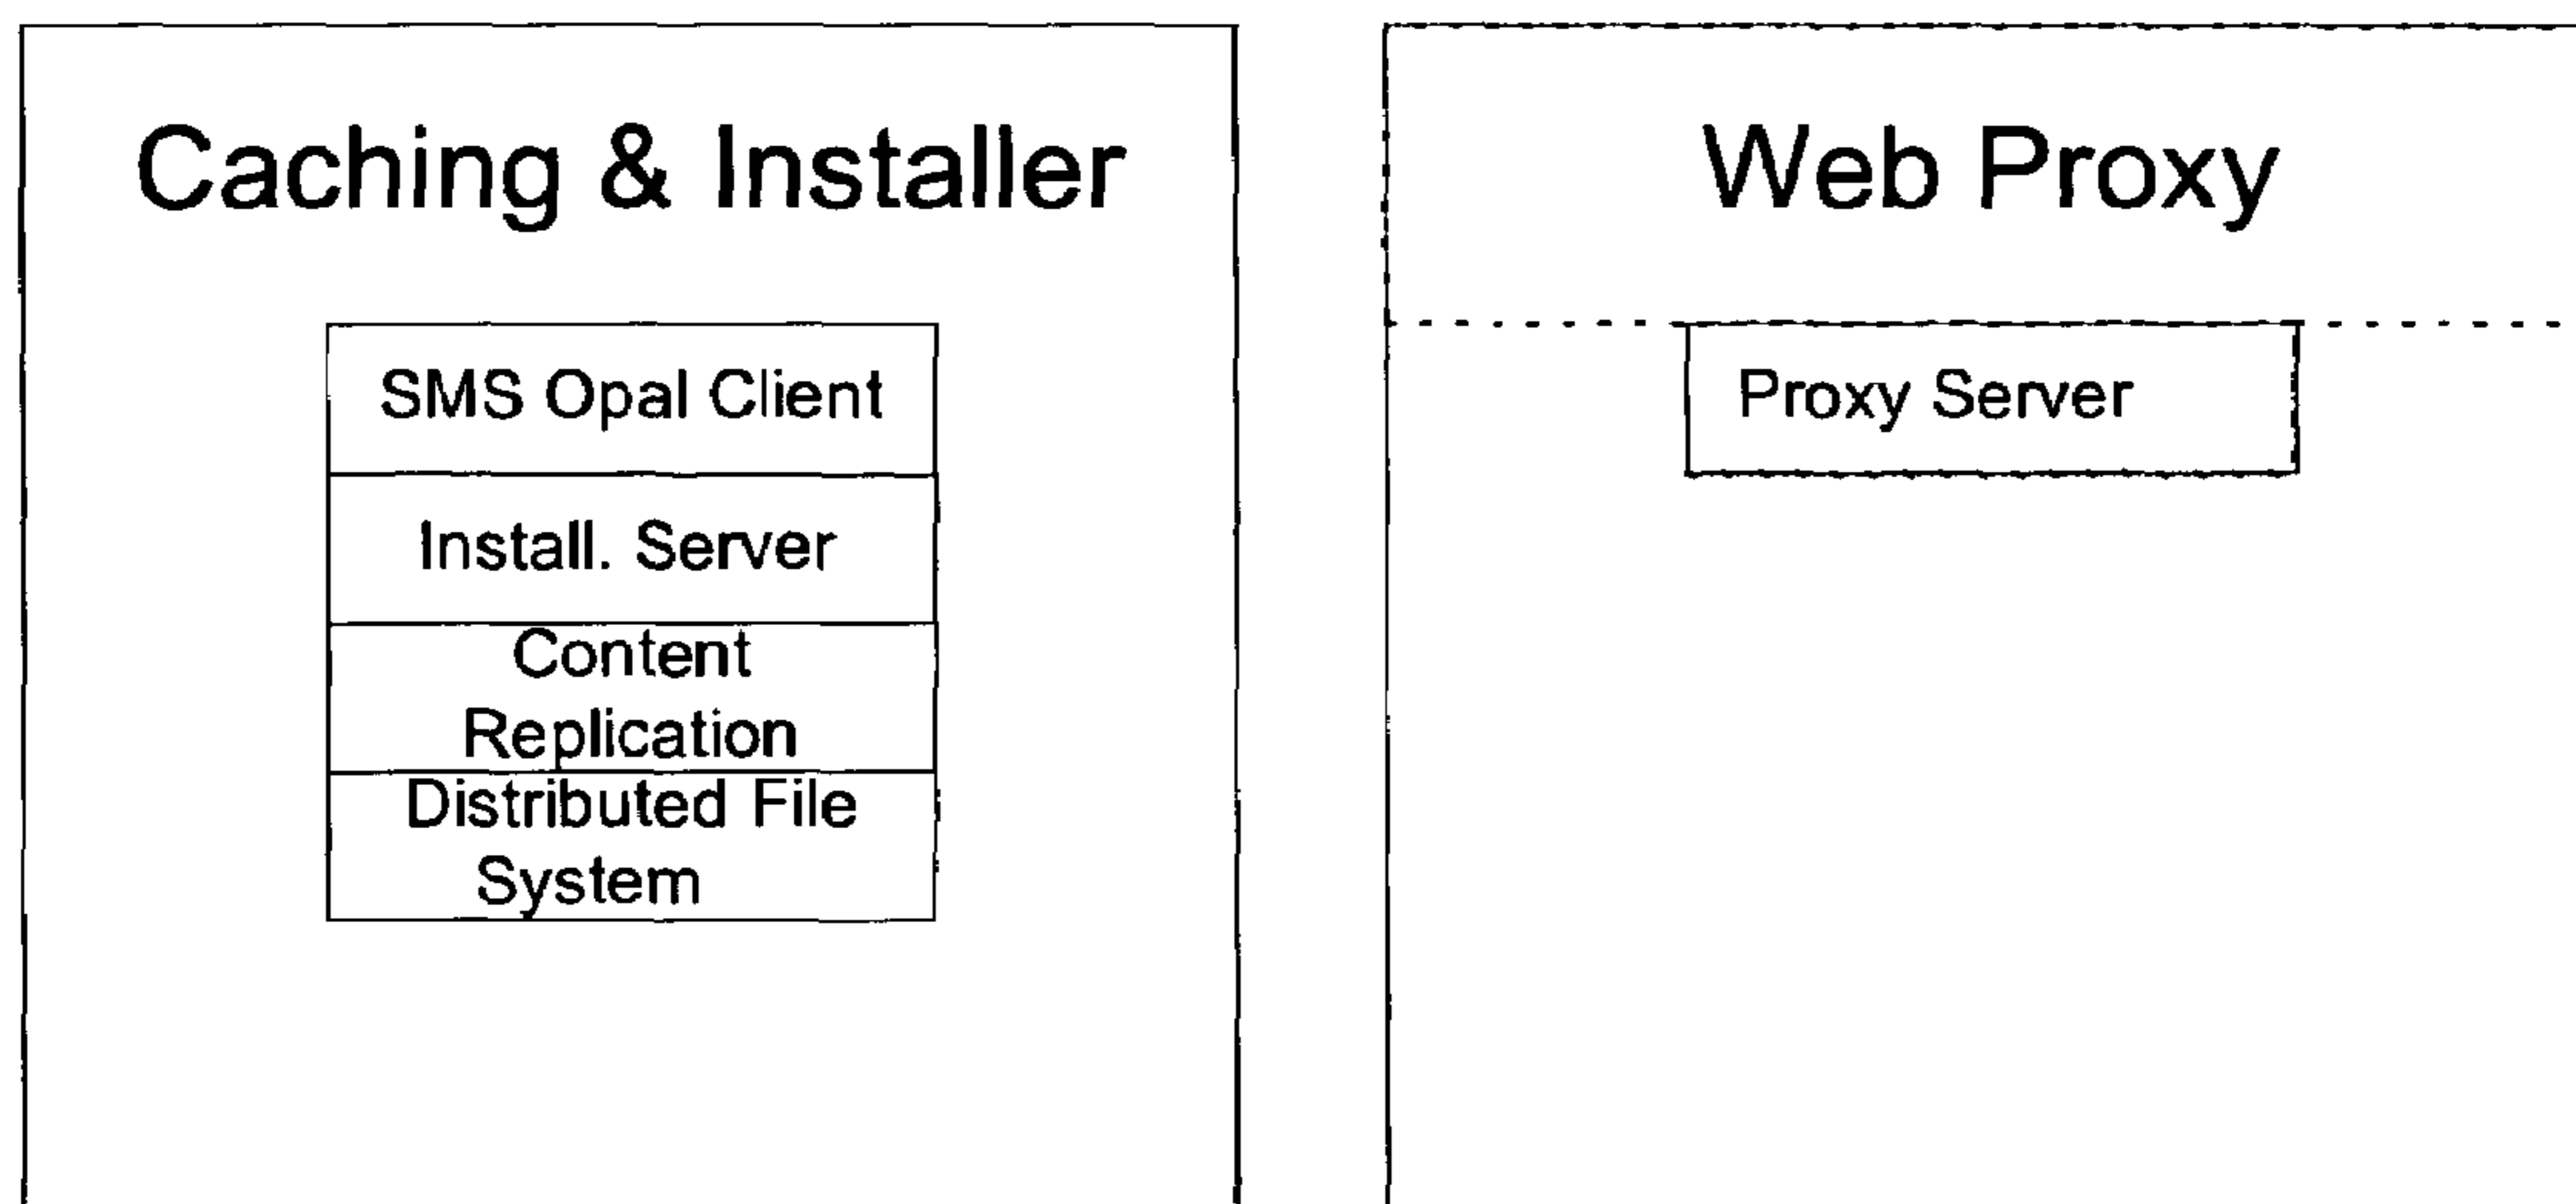 Caching & Installer
SMS Opal Client
Install. Server
Content
Replication
Distributed File
System
Web Proxy
Proxy Server